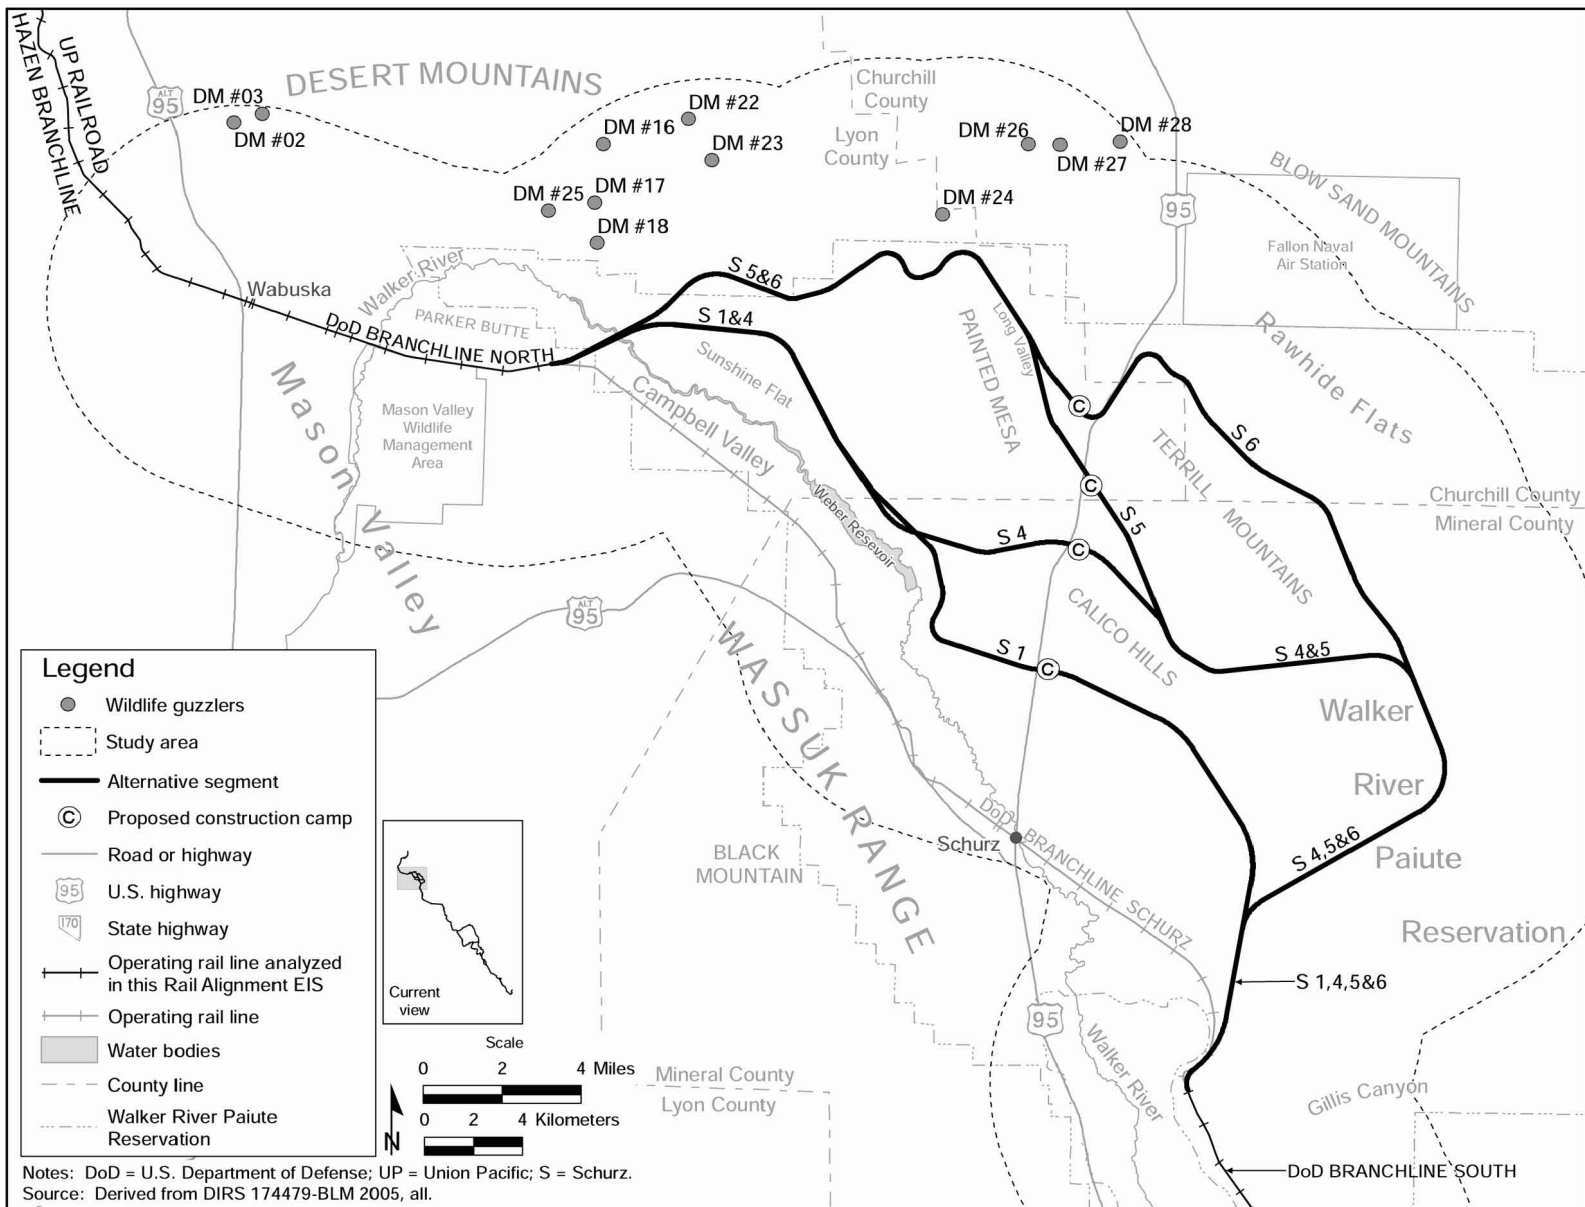 UP RAILROAD
HAZEN BRANCHLINE
ALT
95
DM #03
DM #02
DESERT MOUNTAINS
DM #22
DM #16
DM #23
DM #25
DM #17
DM #18
Churchill
County
Lyon
County
DM #26
DM #28
DM #27
DM #24
95
BLOW SAND MOUNTAINS
Fallon Naval
Air Station
Rawhide Flats
Wabuska
Walker River
PARKER BUTTE
DoD BRANCHLINE NORTH
S 5&6
S 1&4
Sunshine Flat
Campbell Valley
Long Valley
PAINTED MESA
C
S 6
TERRILL
MOUNTAINS
Mason Valley
Wildlife
Management
Area
Mason
Valley
Weber Resevoir
C
S 5
S 4
C
Churchill County
Mineral County
ALT
95
CALICO HILLS
S 1
C
S 4&5
WASSUK RANGE
Walker
River
Paiute
Reservation
Schurz
DoD BRANCHLINE SCHURZ
BLACK
MOUNTAIN
S 4,5&6
S 1,4,5&6
95
Walker River
Gillis Canyon
DoD BRANCHLINE SOUTH
Mineral County
Lyon County
Legend
Wildlife guzzlers
Study area
Alternative segment
C
Proposed construction camp
Road or highway
95
U.S. highway
170
State highway
Operating rail line analyzed
in this Rail Alignment EIS
Operating rail line
Water bodies
County line
Walker River Paiute
Reservation
Current
view
Scale
0 2 4 Miles
0 2 4 Kilometers
N
Notes: DoD = U.S. Department of Defense; UP = Union Pacific; S = Schurz.
Source: Derived from DIRS 174479-BLM 2005, all.